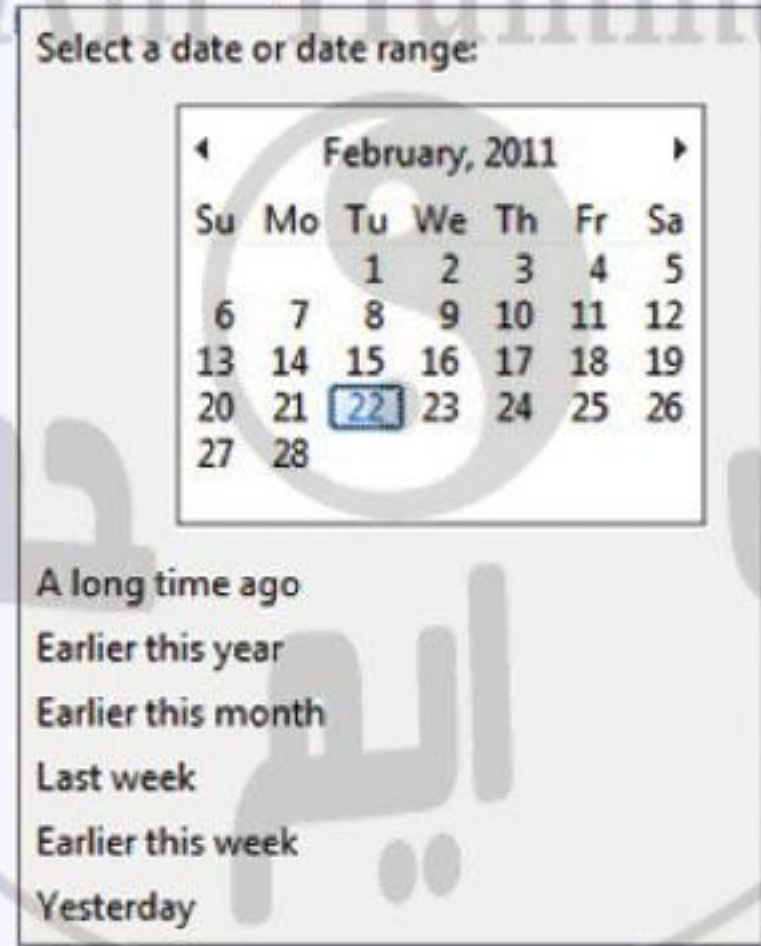 Select a date or date range:
February, 2011
Su Mo Tu We Th Fr Sa
1 2 3 4 5
6 7 8 9 10 11 12
13 14 15 16 17 18 19
20 21 22 23 24 25 26
27 28
A long time ago
Earlier this year
Earlier this month
Last week
Earlier this week
Yesterday